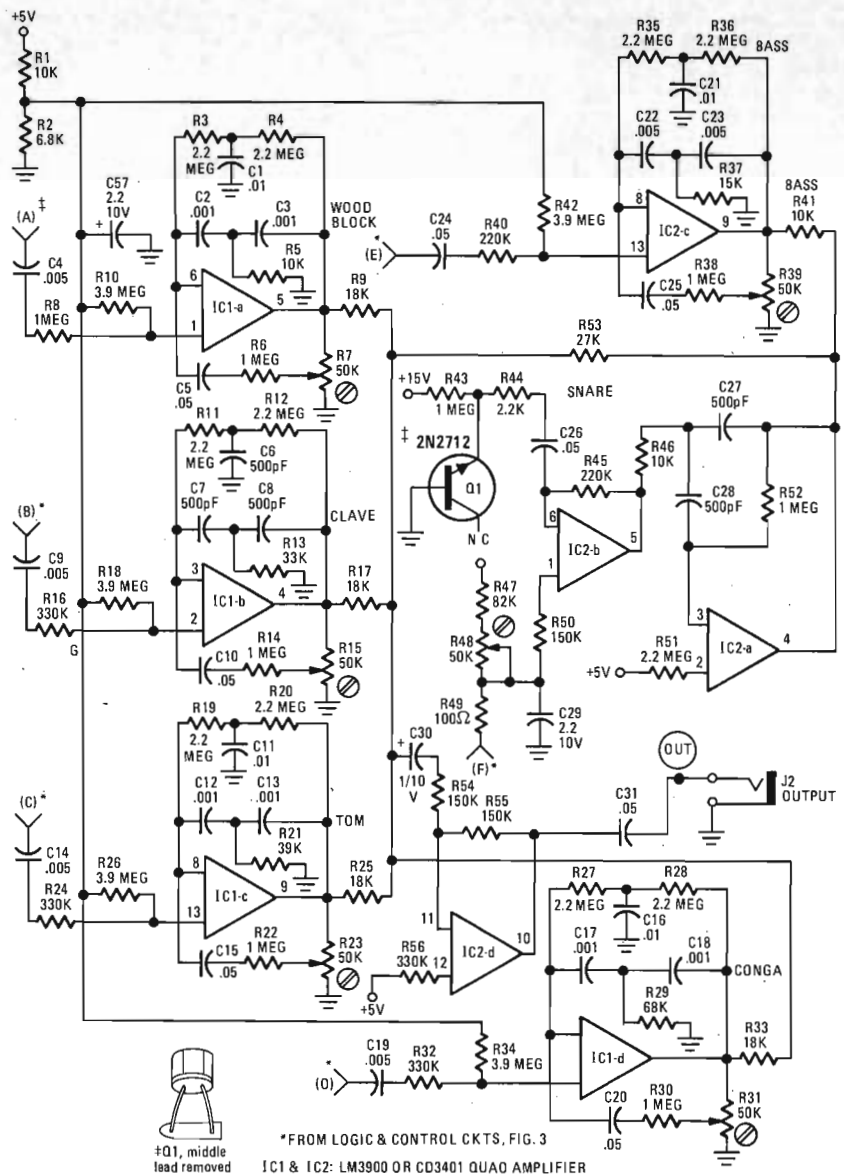 +5V
R1
10K
R2
6.8K
(A) ‡
C4
.005
R8
1MEG
C57
2.2
10V
+
R10
3.9 MEG
R3
2.2
MEG
R4
2.2 MEG
C1
.01
C2
.001
C3
.001
WOOD
BLOCK
R5
10K
6
1
IC1-a
5
R9
18K
C5
.05
R6
1 MEG
R7
50K
(B)*
C9
.005
R16
330K
G
R18
3.9 MEG
R11
2.2
MEG
R12
2.2 MEG
C6
500pF
C7
500pF
C8
500pF
CLAVE
R13
33K
3
2
IC1-b
4
R17
18K
C10
.05
R14
1 MEG
R15
50K
(C)*
C14
.005
R24
330K
R26
3.9 MEG
R19
2.2
MEG
R20
2.2 MEG
C11
.01
C12
.001
C13
.001
TOM
R21
39K
8
13
IC1-c
9
R25
18K
C15
.05
R22
1 MEG
R23
50K
R35
2.2 MEG
R36
2.2 MEG
BASS
C21
.01
C22
.005
C23
.005
R37
15K
(E)*
C24
.05
R40
220K
R42
3.9 MEG
8
13
IC2-c
9
BASS
R41
10K
C25
.05
R38
1 MEG
R39
50K
R53
27K
+15V
R43
1 MEG
R44
2.2K
SNARE
‡
2N2712
Q1
N C
C26
.05
R45
220K
6
1
IC2-b
5
R46
10K
C27
500pF
C28
500pF
R52
1 MEG
R47
82K
R48
50K
R49
100Ω
(F)*
R50
150K
C29
2.2
10V
+5V
R51
2.2 MEG
3
2
IC2-a
4
+
C30
1/10
V
R54
150K
R55
150K
C31
.05
OUT
J2
OUTPUT
11
12
IC2-d
10
R56
330K
+5V
R27
2.2 MEG
R28
2.2 MEG
C16
.01
C17
.001
C18
.001
CONGA
R29
68K
(O)*
C19
.005
R32
330K
R34
3.9 MEG
IC1-d
R33
18K
C20
.05
R30
1 MEG
R31
50K
‡Q1, middle
lead removed
*FROM LOGIC & CONTROL CKTS, FIG. 3
IC1 & IC2: LM3900 OR CD3401 QUAO AMPLIFIER